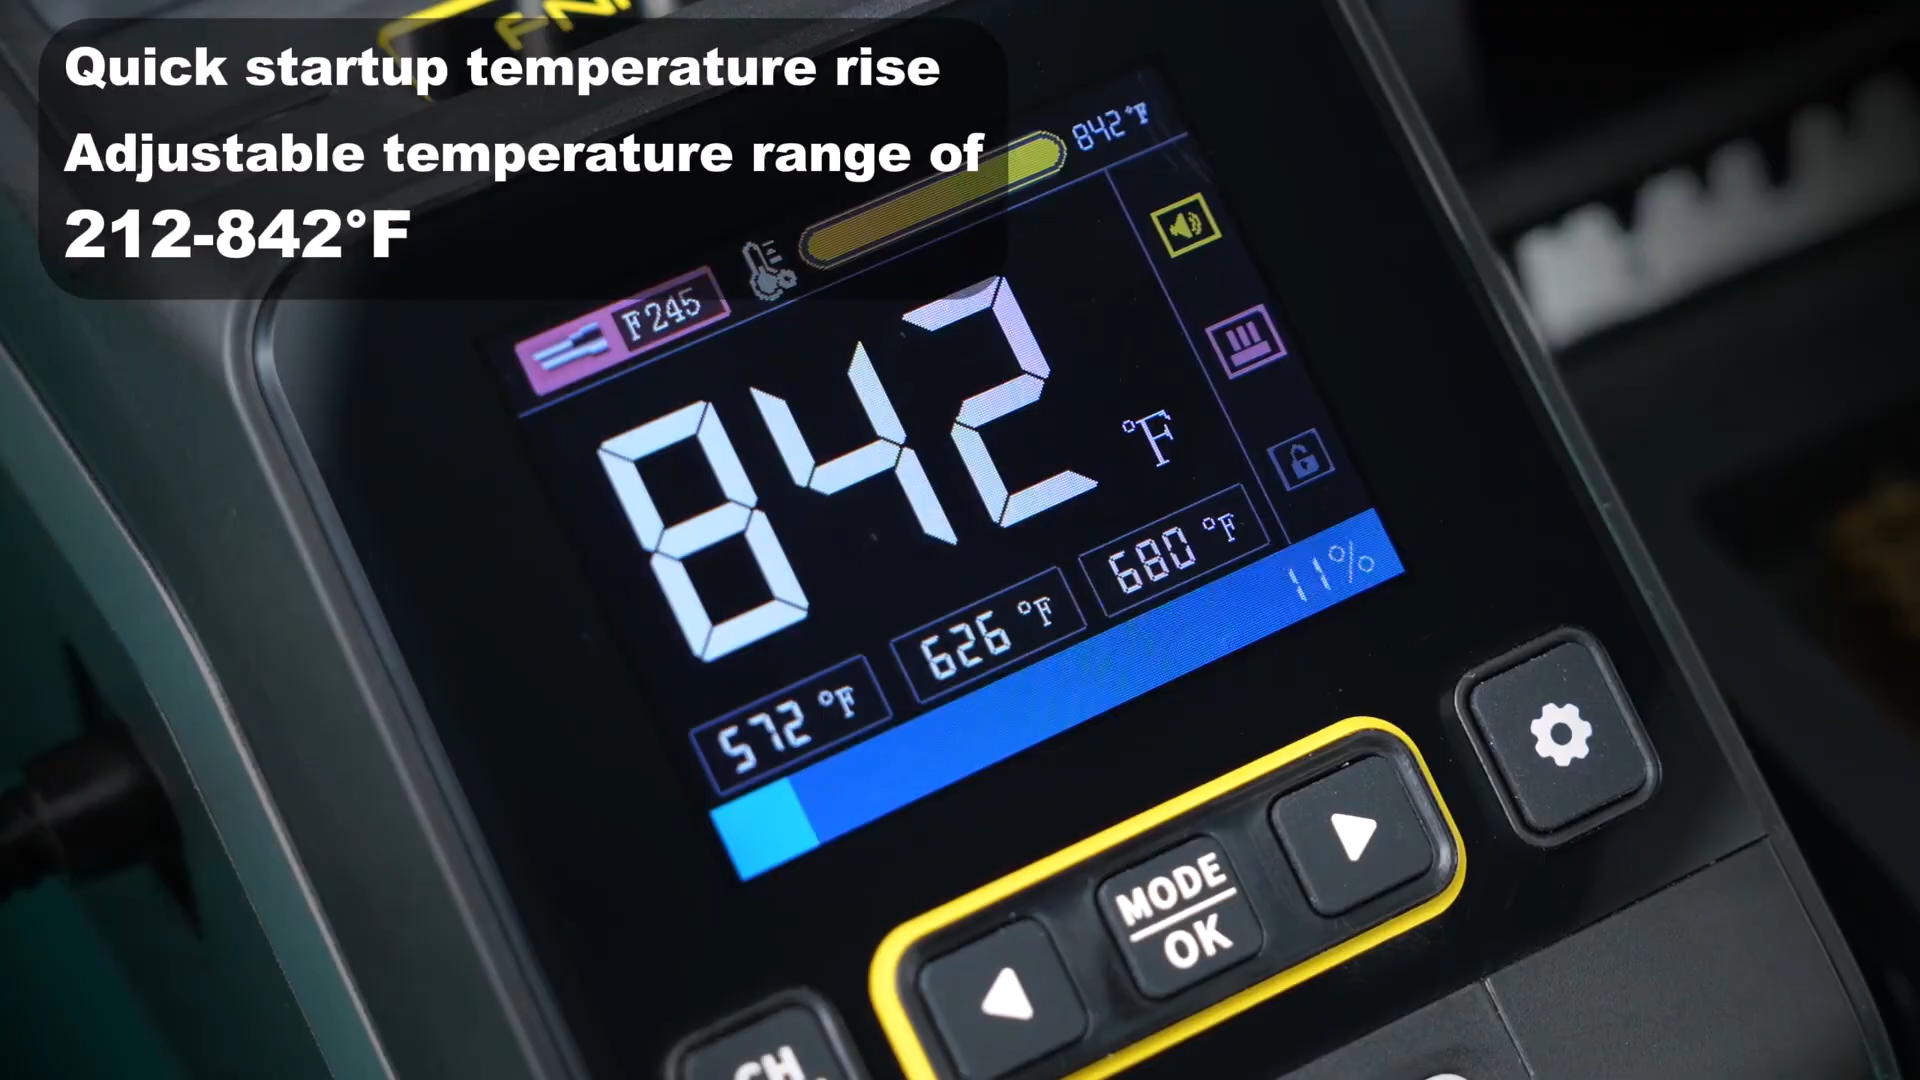 Quick startup temperature rise
Adjustable temperature range of
212-842°F
842°F
F245
842 °F
572 °F
626 °F
680 °F
11%
MODE
OK
CH